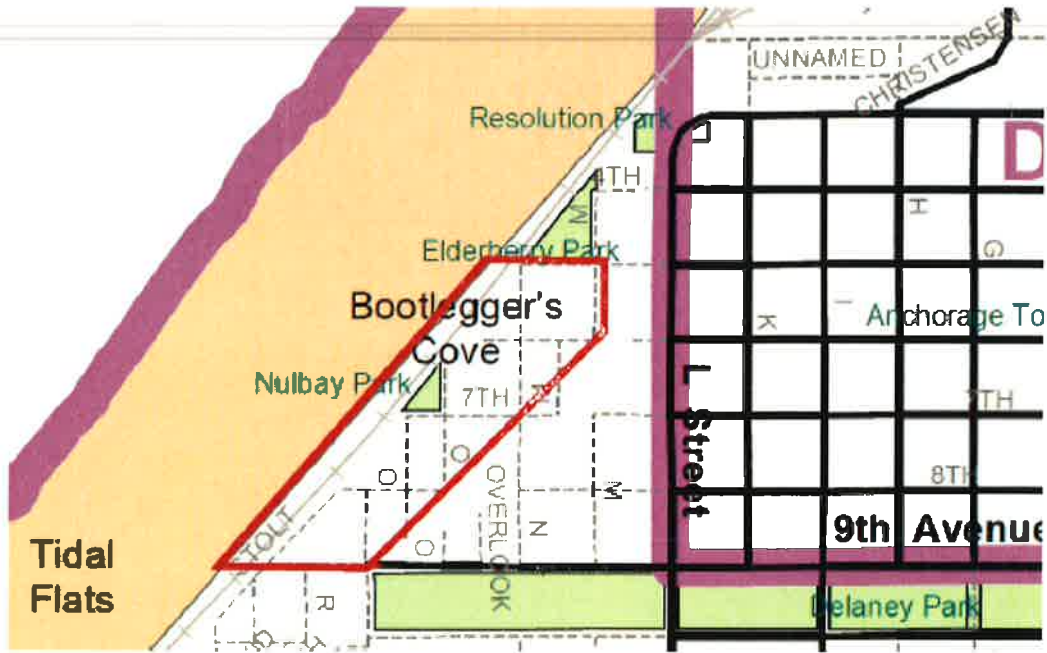 UNNAMED
CHRISTENSEN
Resolution Park
D
4TH
M
H
Elderberry Park
G
Bootlegger's
Cove
K
I
Anchorage To
Nulbay Park
7TH
N
L Street
7TH
O
O
OVERLOOK
M
8TH
TOLT
O
N
9th Avenue
Tidal
Flats
R
Delaney Park
Q